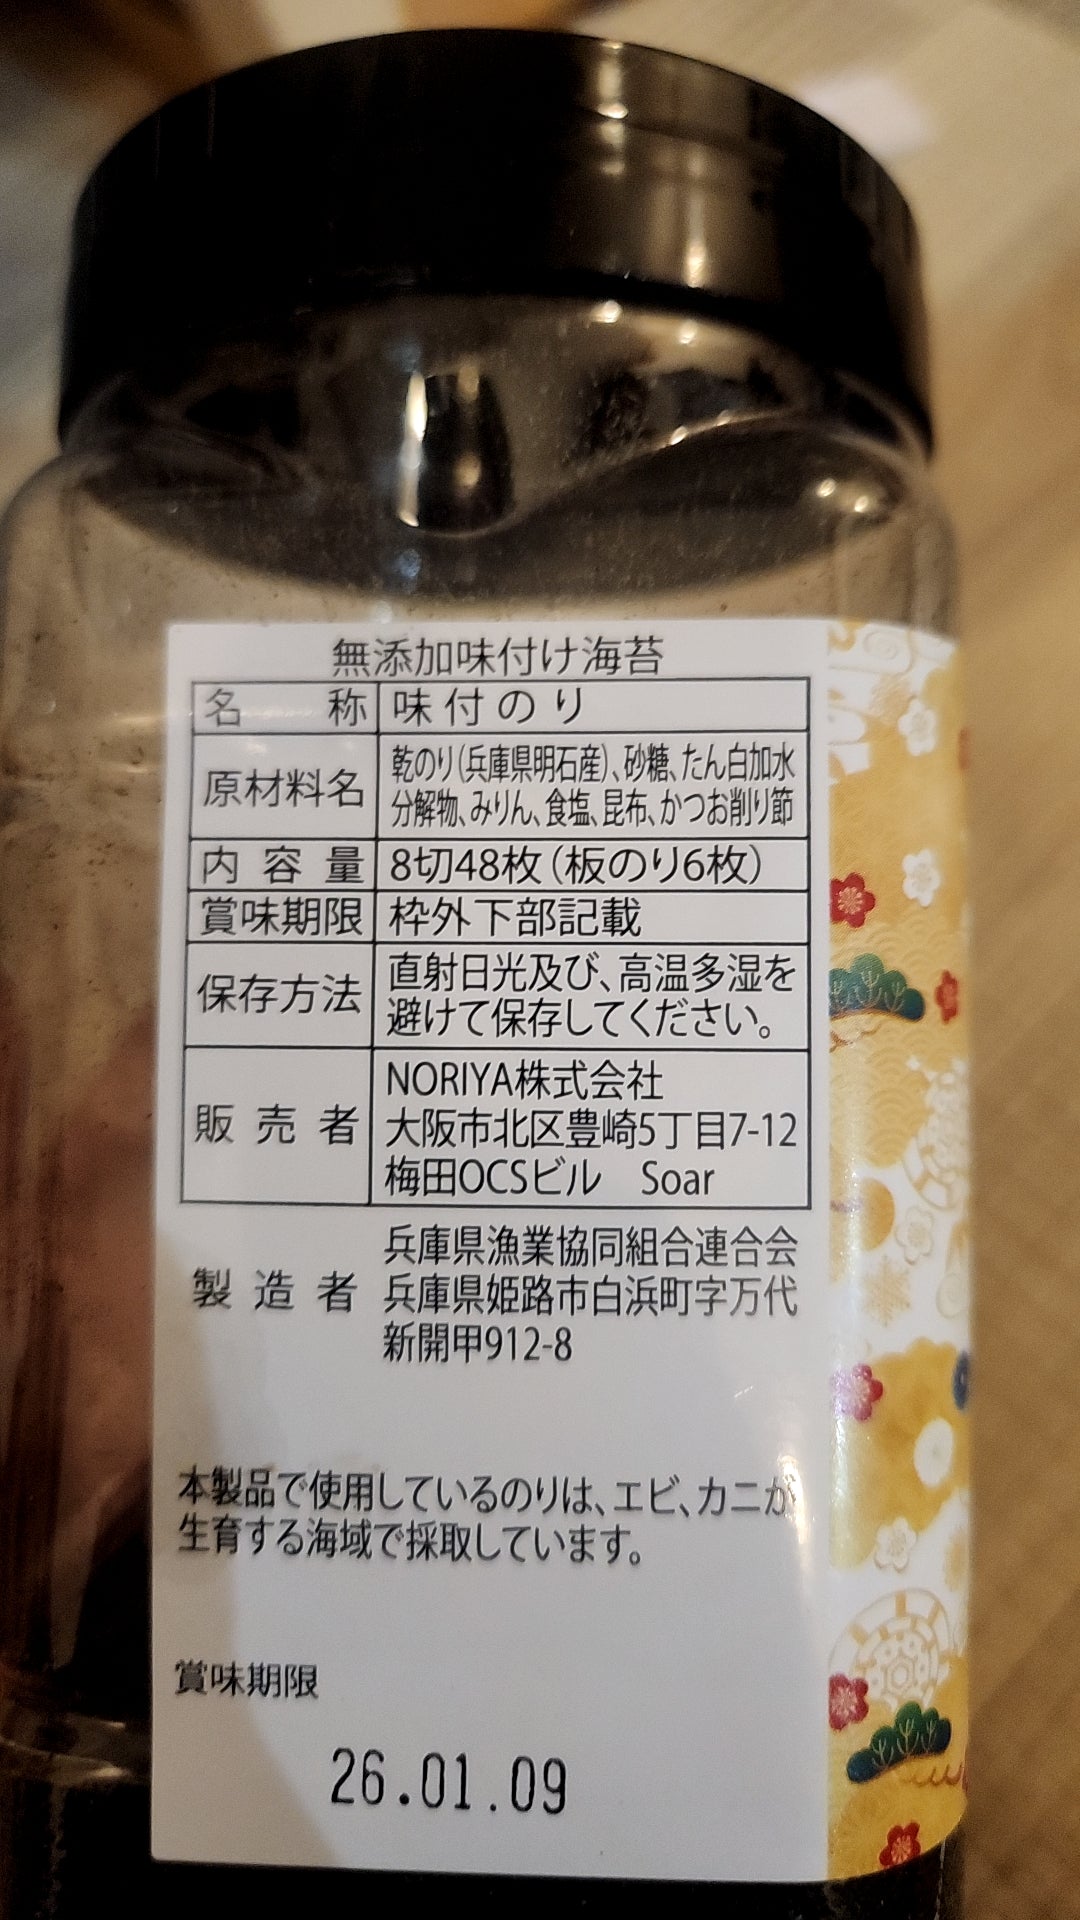 無添加味付け海苔
名称 味付のり
原材料名 乾のり(兵庫県明石産)、砂糖、たん白加水
分解物、みりん、食塩、昆布、かつお削り節
内容量 8切48枚(板のり6枚)
賞味期限 枠外下部記載
保存方法 直射日光及び、高温多湿を
避けて保存してください。
販売者 NORIYA株式会社
大阪市北区豊崎5丁目7-12
梅田OCSビル Soar
製造者 兵庫県漁業協同組合連合会
兵庫県姫路市白浜町字万代
新開甲912-8
本製品で使用しているのりは、エビ、カニが
生育する海域で採取しています。
賞味期限
26.01.09